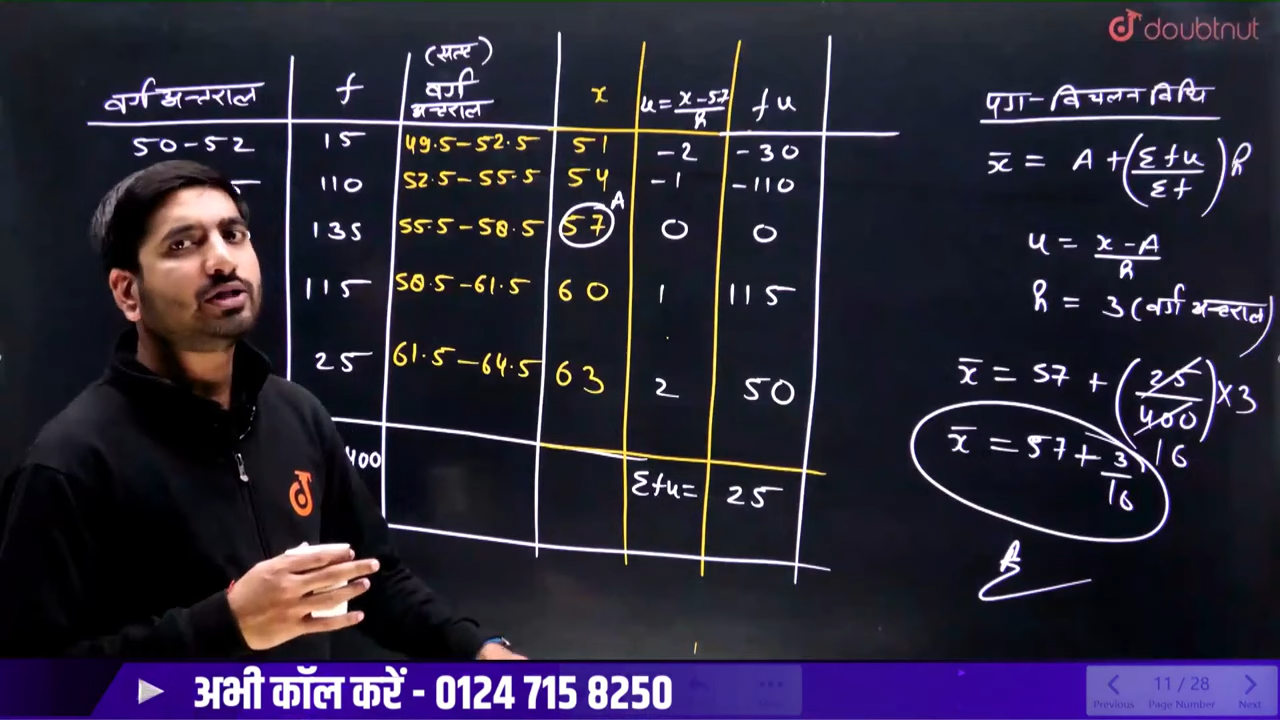 doubtnut
(सतत)
वर्ग अन्तराल f वर्ग अन्तराल x u = x-57/h fu
50-52 15 49.5-52.5 51 -2 -30
5 110 52.5-55.5 54 -1 -110
135 55.5-58.5 57 A 0 0
115 58.5-61.5 60 1 115
25 61.5-64.5 63 2 50
400 Σfu= 25
पग-विचलन विधि
x̄ = A + (Σfu/Σf) h
u = x-A/h
h = 3 (वर्ग अन्तराल)
x̄ = 57 + (25/400) × 3
16
x̄ = 57 + 3/16
अभी कॉल करें - 0124 715 8250
11 / 28
Previous Page Number Next